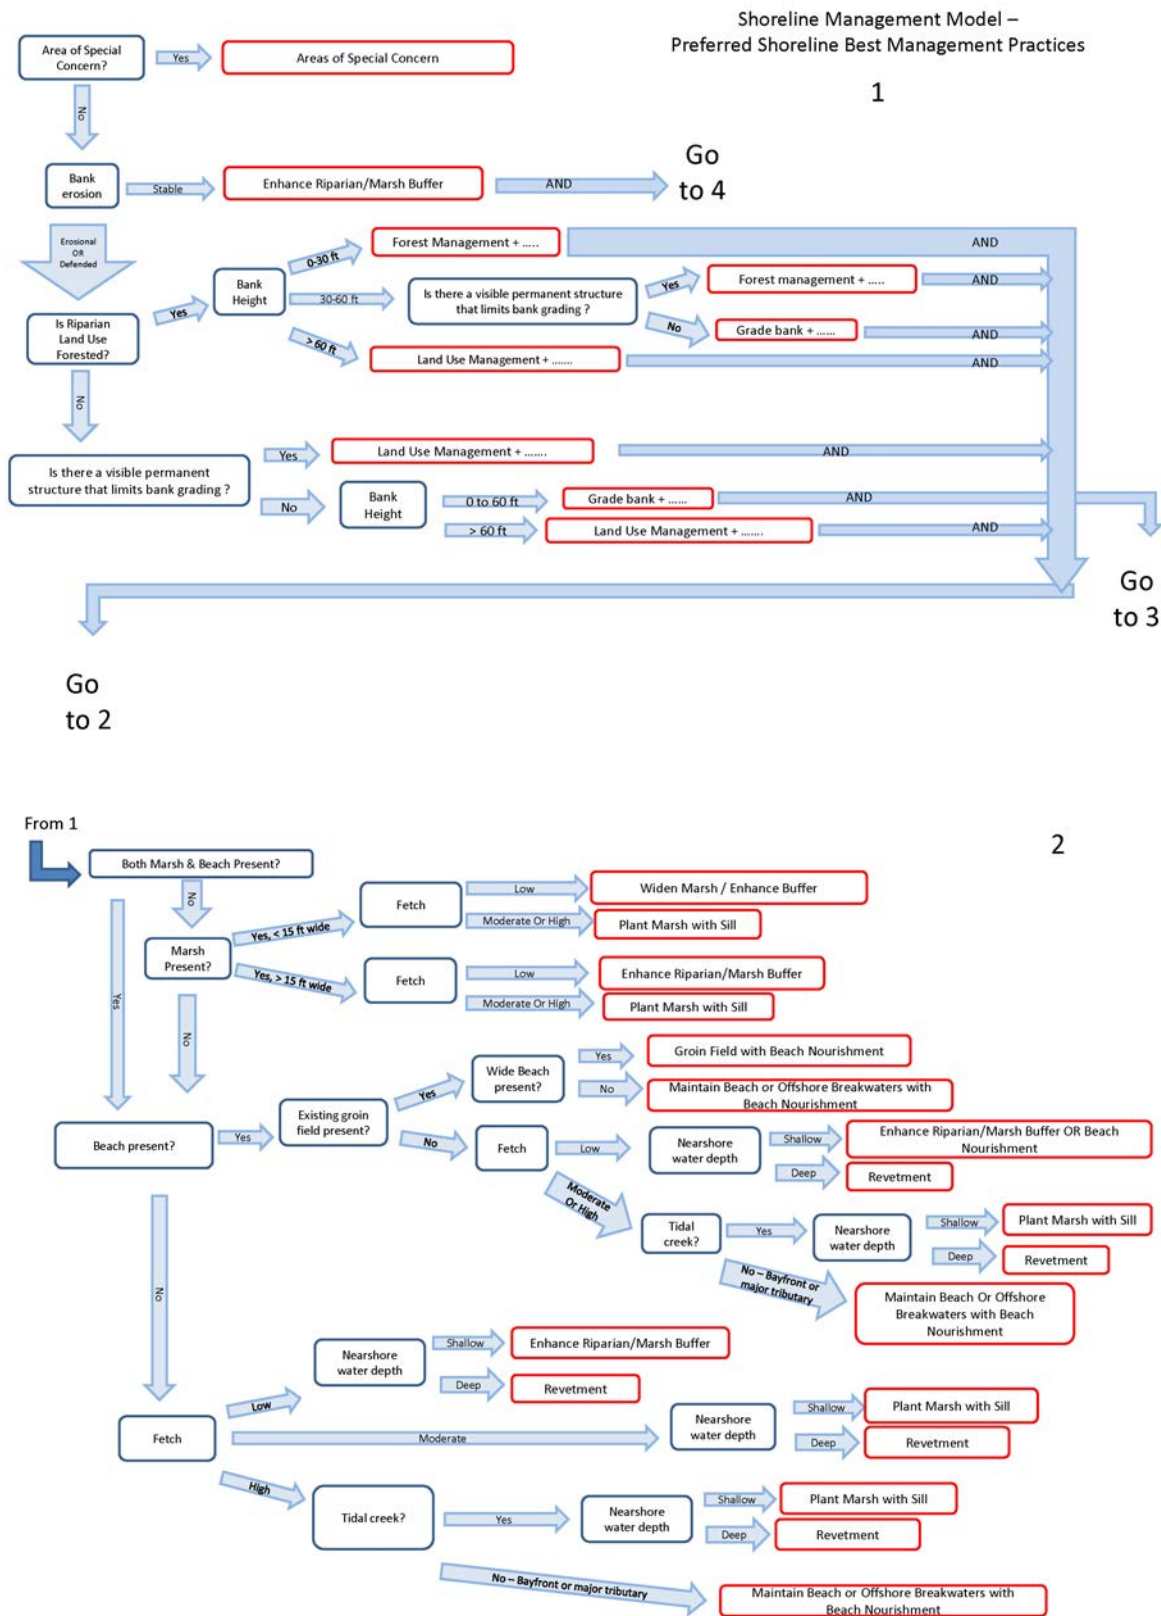 Shoreline Management Model –
Preferred Shoreline Best Management Practices
1
Area of Special
Concern?
Yes
Areas of Special Concern
No
Bank
erosion
Stable
Enhance Riparian/Marsh Buffer
AND
Go
to 4
Erosional
OR
Defended
Is Riparian
Land Use
Forested?
Yes
Bank
Height
0-30 ft
Forest Management + .....
AND
30-60 ft
Is there a visible permanent structure
that limits bank grading ?
Yes
Forest management + .....
AND
No
Grade bank + ......
AND
> 60 ft
Land Use Management + .......
AND
No
Is there a visible permanent
structure that limits bank grading ?
Yes
Land Use Management + .......
AND
No
Bank
Height
0 to 60 ft
Grade bank + ......
AND
> 60 ft
Land Use Management + .......
AND
Go
to 3
Go
to 2
From 1
2
Both Marsh & Beach Present?
No
Yes
Marsh
Present?
Yes, < 15 ft wide
Fetch
Low
Widen Marsh / Enhance Buffer
Moderate Or High
Plant Marsh with Sill
Yes, > 15 ft wide
Fetch
Low
Enhance Riparian/Marsh Buffer
Moderate Or High
Plant Marsh with Sill
No
Beach present?
Yes
Existing groin
field present?
Yes
Wide Beach
present?
Yes
Groin Field with Beach Nourishment
No
Maintain Beach or Offshore Breakwaters with
Beach Nourishment
No
Fetch
Low
Nearshore
water depth
Shallow
Enhance Riparian/Marsh Buffer OR Beach
Nourishment
Deep
Revetment
Moderate
Or High
Tidal
creek?
Yes
Nearshore
water depth
Shallow
Plant Marsh with Sill
Deep
Revetment
No – Bayfront or
major tributary
Maintain Beach Or Offshore
Breakwaters with Beach
Nourishment
No
Fetch
Low
Nearshore
water depth
Shallow
Enhance Riparian/Marsh Buffer
Deep
Revetment
Moderate
Nearshore
water depth
Shallow
Plant Marsh with Sill
Deep
Revetment
High
Tidal creek?
Yes
Nearshore
water depth
Shallow
Plant Marsh with Sill
Deep
Revetment
No – Bayfront or major tributary
Maintain Beach or Offshore Breakwaters with
Beach Nourishment